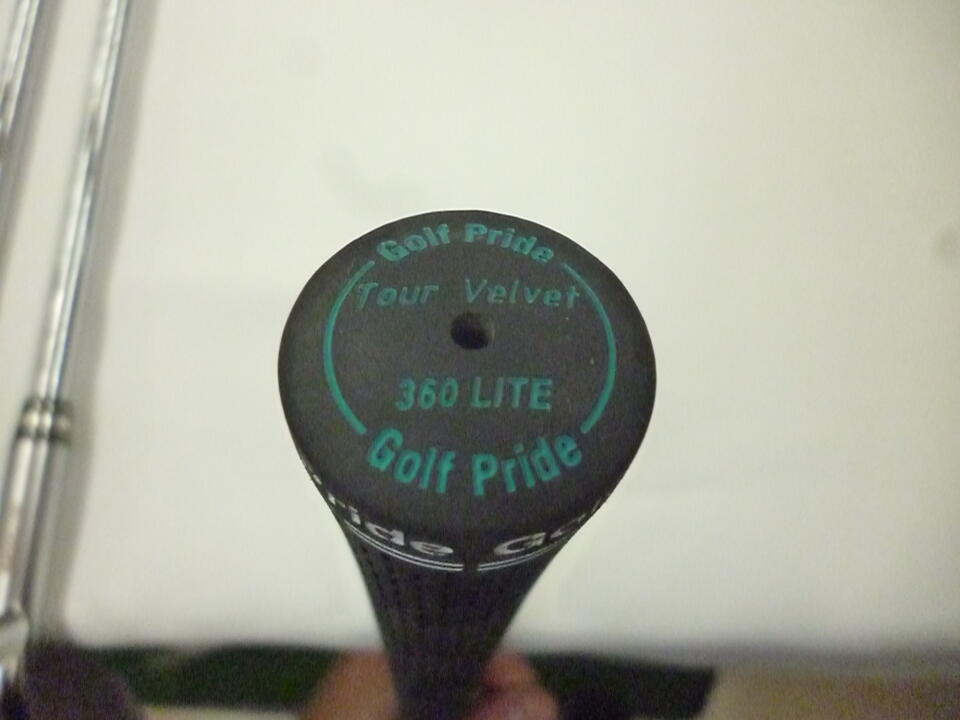 Golf Pride
Tour Velvet
360 LITE
Golf Pride